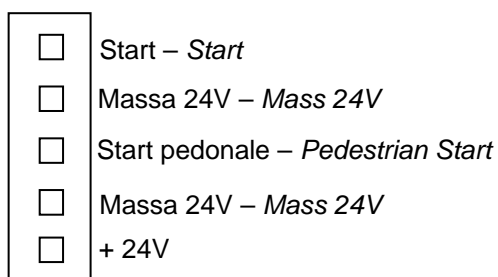 Start – Start
Massa 24V – Mass 24V
Start pedonale – Pedestrian Start
Massa 24V – Mass 24V
+ 24V